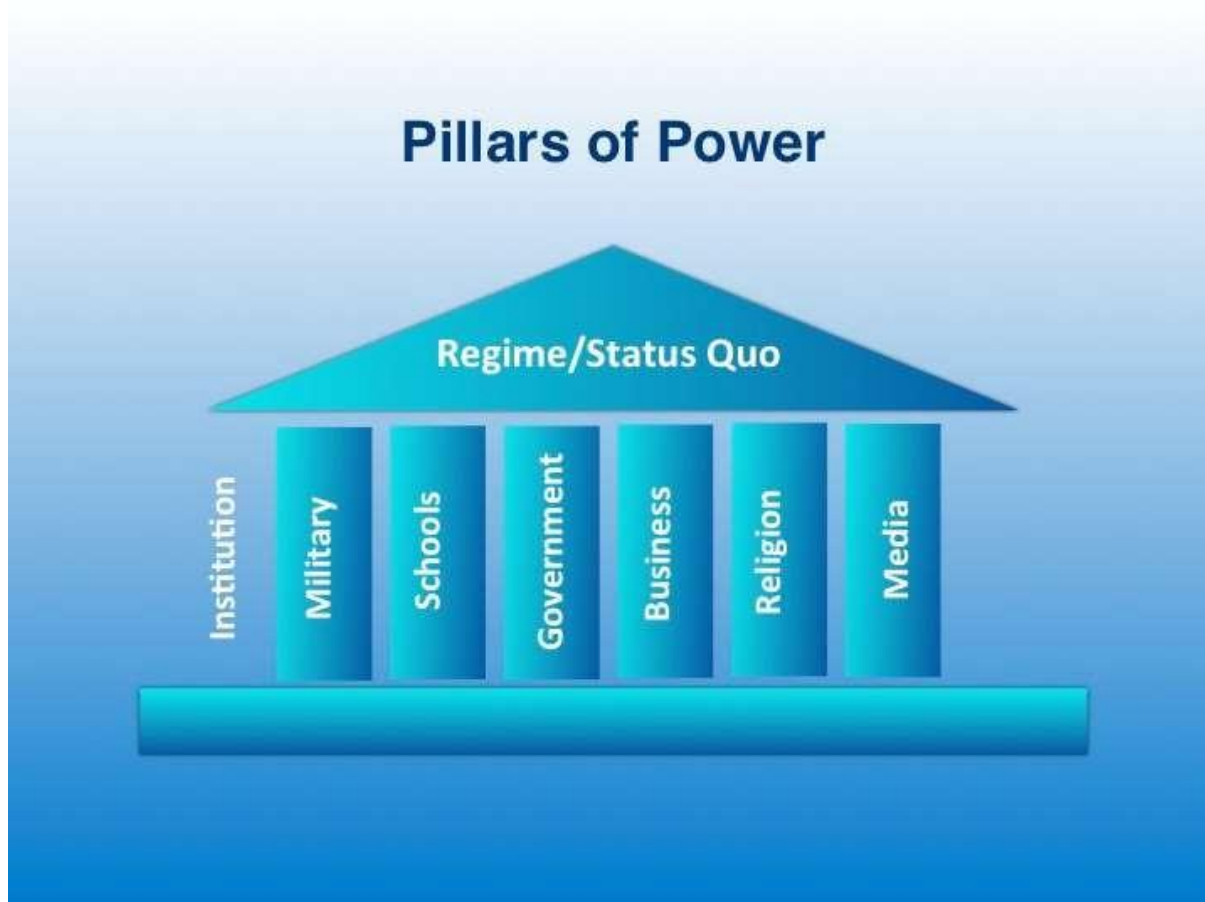 Pillars of Power
Regime/Status Quo
Institution
Military
Schools
Government
Business
Religion
Media